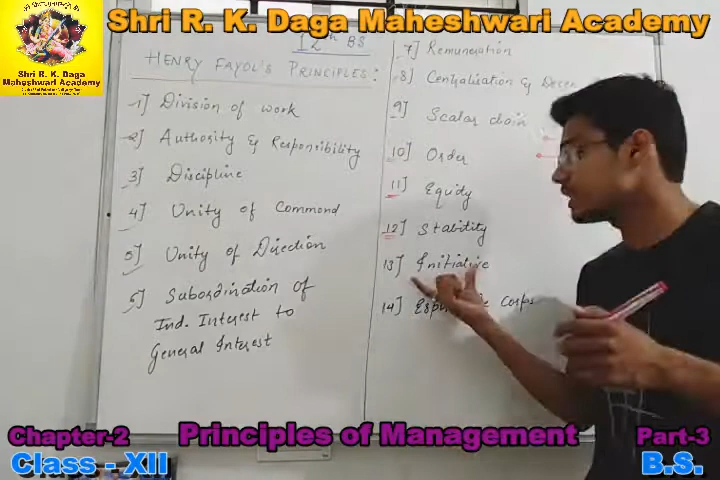 Shri R. K. Daga Maheshwari Academy
Shri R. K. Daga
Maheshwari Academy
12th BS
HENRY FAYOL'S PRINCIPLES:
1] Division of work
2] Authority & Responsibility
3] Discipline
4] Unity of Command
5] Unity of Direction
6] Subordination of
Ind. Interest to
General Interest
7] Remuneration
8] Centralisation & Decen
9] Scalar chain
10] Order
11] Equity
12] Stability
13] Initiative
14] Esp Corps
Chapter-2
Principles of Management
Part-3
Class - XII
B.S.